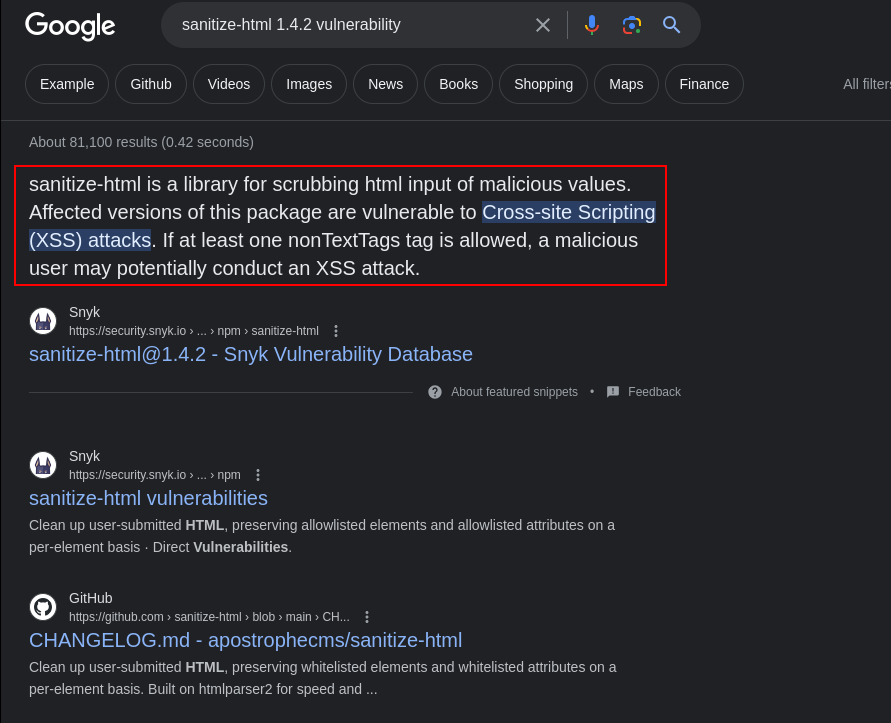 Google
sanitize-html 1.4.2 vulnerability
Example Github Videos Images News Books Shopping Maps Finance All filters
About 81,100 results (0.42 seconds)
sanitize-html is a library for scrubbing html input of malicious values.
Affected versions of this package are vulnerable to Cross-site Scripting
(XSS) attacks. If at least one nonTextTags tag is allowed, a malicious
user may potentially conduct an XSS attack.
Snyk
https://security.snyk.io › ... › npm › sanitize-html
sanitize-html@1.4.2 - Snyk Vulnerability Database
About featured snippets • Feedback
Snyk
https://security.snyk.io › ... › npm
sanitize-html vulnerabilities
Clean up user-submitted HTML, preserving allowlisted elements and allowlisted attributes on a
per-element basis · Direct Vulnerabilities.
GitHub
https://github.com › sanitize-html › blob › main › CH...
CHANGELOG.md - apostrophecms/sanitize-html
Clean up user-submitted HTML, preserving whitelisted elements and whitelisted attributes on a
per-element basis. Built on htmlparser2 for speed and ...